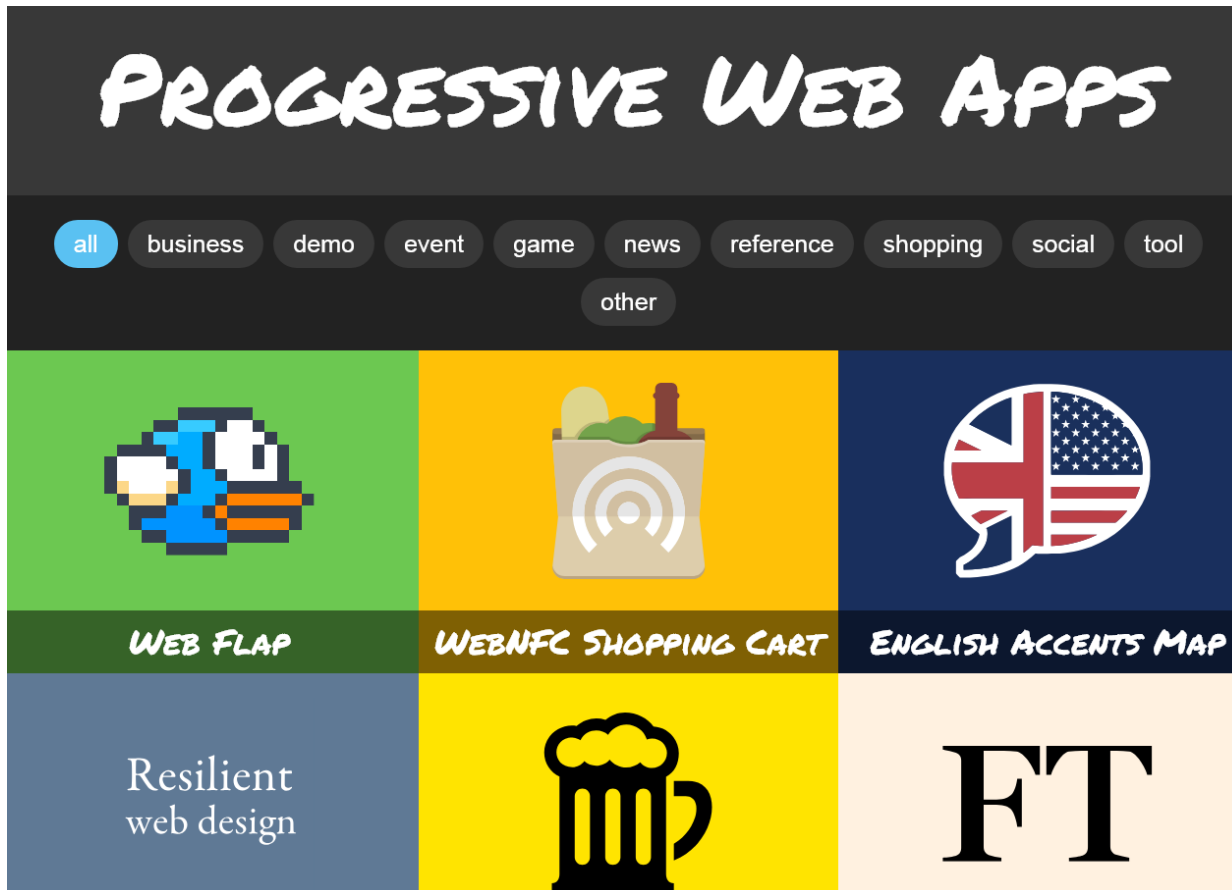 Progressive Web Apps
all business demo event game news reference shopping social tool
other
Web Flap WebNFC Shopping Cart English Accents Map
Resilient
web design
FT